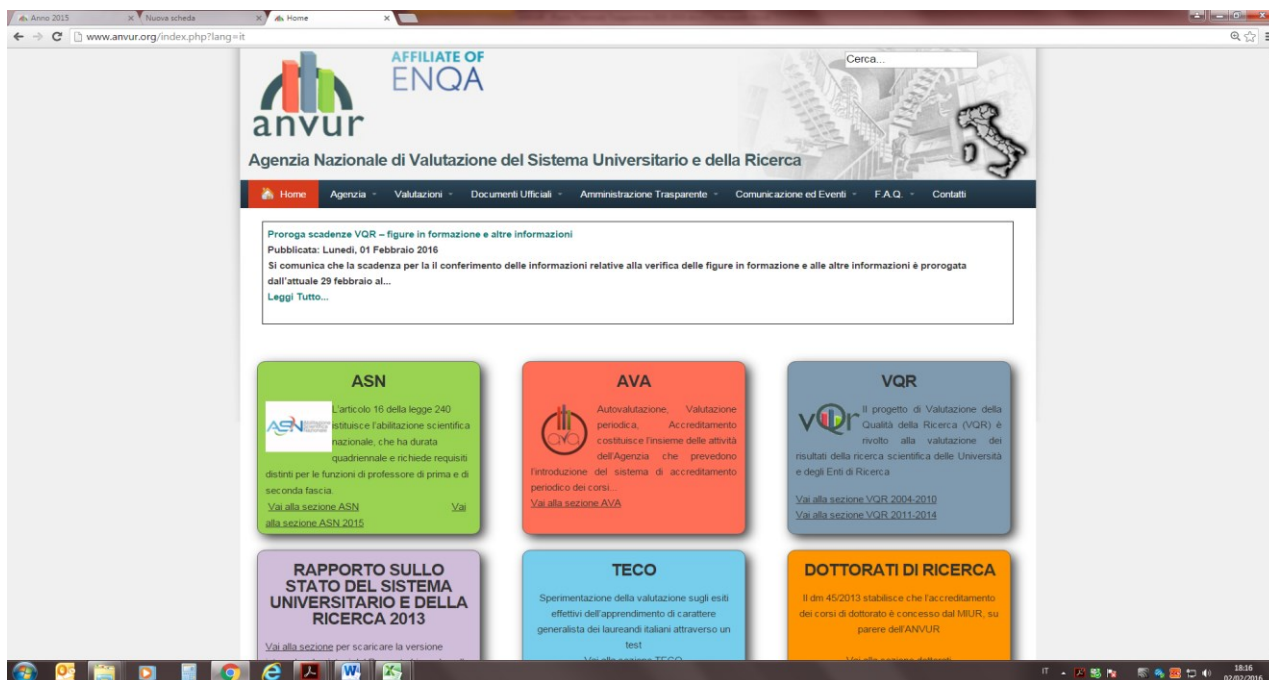 Anno 2015
Nuova scheda
Home
www.anvur.org/index.php?lang=it
AFFILIATE OF
ENQA
Cerca...
anvur
Agenzia Nazionale di Valutazione del Sistema Universitario e della Ricerca
Home Agenzia Valutazioni Documenti Ufficiali Amministrazione Trasparente Comunicazione ed Eventi F.A.Q. Contatti
Proroga scadenze VQR – figure in formazione e altre informazioni
Pubblicata: Lunedì, 01 Febbraio 2016
Si comunica che la scadenza per la il conferimento delle informazioni relative alla verifica delle figure in formazione e alle altre informazioni è prorogata
dall'attuale 29 febbraio al...
Leggi Tutto...
ASN
ASN
L'articolo 16 della legge 240
istituisce l'abilitazione scientifica
nazionale, che ha durata
quadriennale e richiede requisiti
distinti per le funzioni di professore di prima e di
seconda fascia.
Vai alla sezione ASN Vai
alla sezione ASN 2015
AVA
ava
Autovalutazione, Valutazione
periodica, Accreditamento
costituisce l'insieme delle attività
dell'Agenzia che prevedono
l'introduzione del sistema di accreditamento
periodico dei corsi...
Vai alla sezione AVA
VQR
vQr
Il progetto di Valutazione della
Qualità della Ricerca (VQR) è
rivolto alla valutazione dei
risultati della ricerca scientifica delle Università
e degli Enti di Ricerca
Vai alla sezione VQR 2004-2010
Vai alla sezione VQR 2011-2014
RAPPORTO SULLO
STATO DEL SISTEMA
UNIVERSITARIO E DELLA
RICERCA 2013
Vai alla sezione per scaricare la versione
TECO
Sperimentazione della valutazione sugli esiti
effettivi dell'apprendimento di carattere
generalista dei laureandi italiani attraverso un
test
Vai alla sezione TECO
DOTTORATI DI RICERCA
Il dm 45/2013 stabilisce che l'accreditamento
dei corsi di dottorato è concesso dal MIUR, su
parere dell'ANVUR
Vai alla sezione dottorati
IT
18:16
02/02/2016